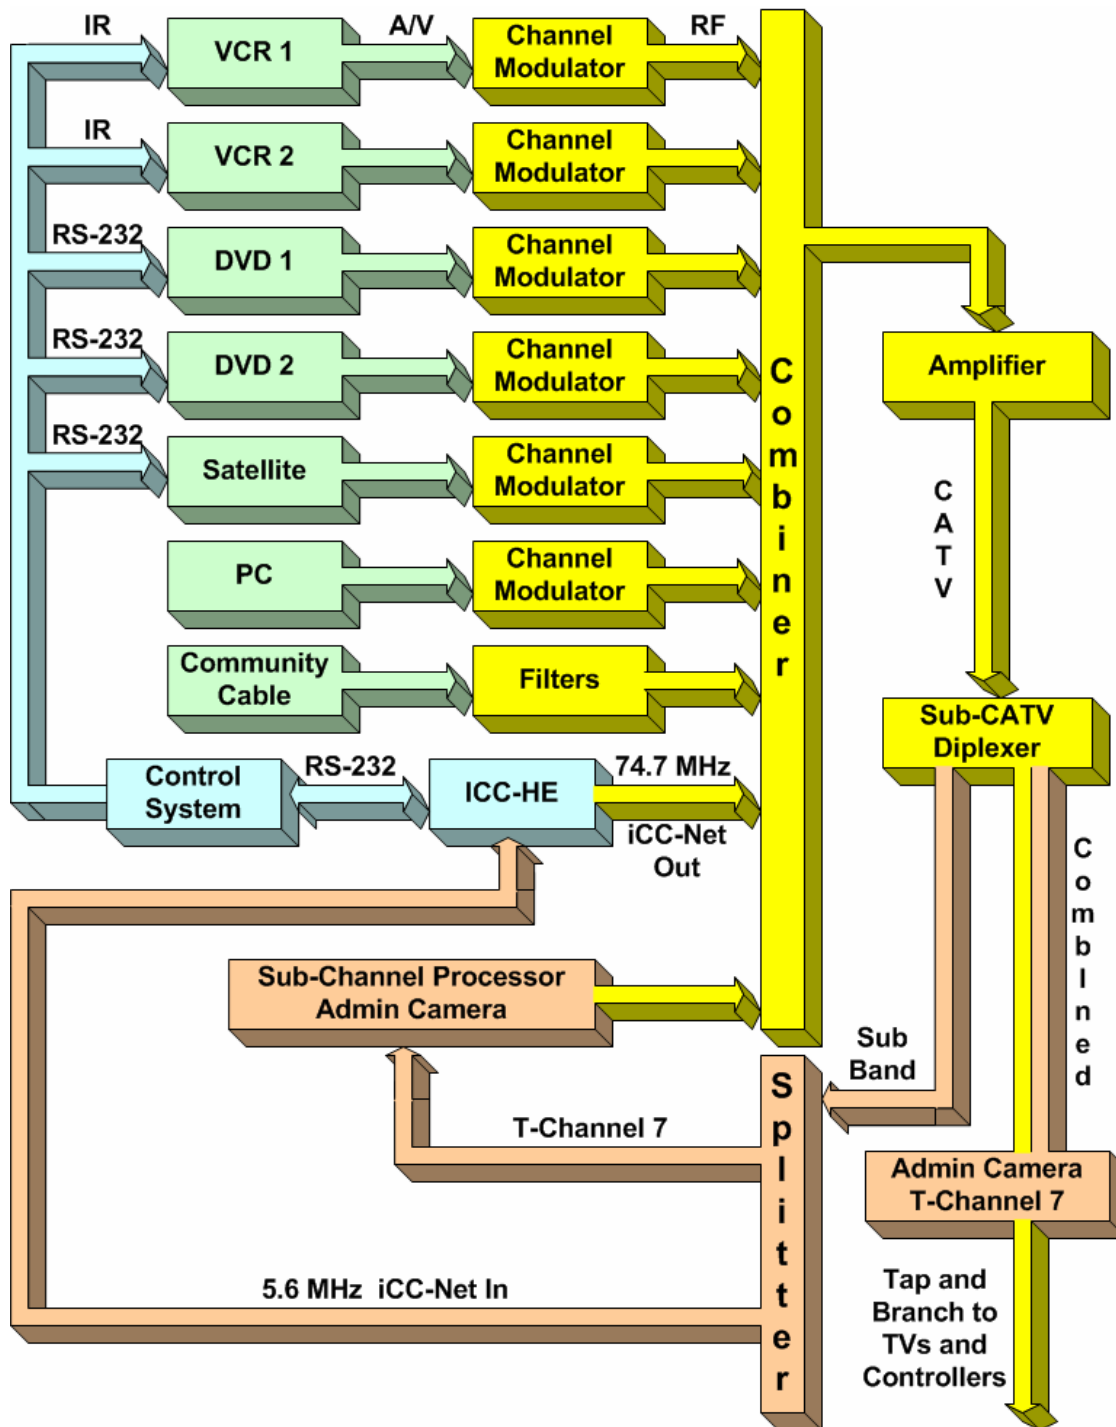 IR
VCR 1
A/V
Channel
Modulator
RF
IR
VCR 2
Channel
Modulator
RS-232
DVD 1
Channel
Modulator
RS-232
DVD 2
Channel
Modulator
RS-232
Satellite
Channel
Modulator
PC
Channel
Modulator
Community
Cable
Filters
Combiner
Amplifier
CATV
Sub-CATV
Diplexer
Control
System
RS-232
ICC-HE
74.7 MHz
iCC-Net
Out
CombIned
Sub-Channel Processor
Admin Camera
Sub
Band
T-Channel 7
Splitter
Admin Camera
T-Channel 7
5.6 MHz iCC-Net In
Tap and
Branch to
TVs and
Controllers